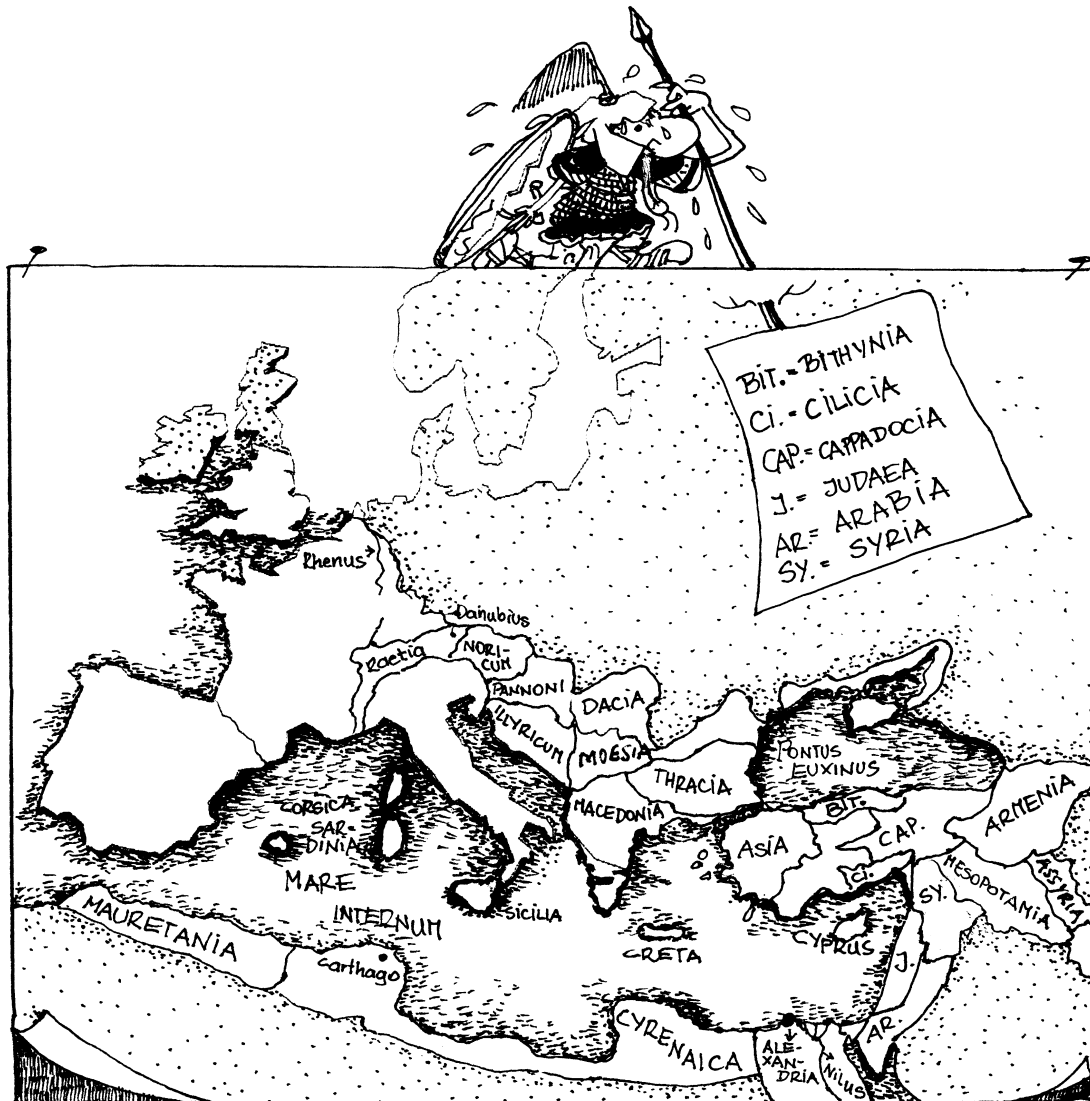 BiT.= BiTHYNiA
Ci.= CiLiCiA
CAP.= CAPPADOCiA
J.= JUDAEA
AR= ARABiA
SY.= SYRiA
Rhenus
Danubius
Raetia
NORi-
CUM
PANNONi
DACiA
iLLYRiCUM
MOESiA
PONTUS
EUXiNUS
THRACiA
MACEDONiA
CORSiCA
SAR-
DiNiA
BiT.
CAP.
ARMENiA
ASiA
Ci.
MESOPOTAMiA
ASSYRiA
SY.
MARE
iNTERNUM
SiCiLiA
CRETA
CYPRUS
J.
MAURETANiA
Carthago
CYRENAiCA
ALE-
XAN-
DRiA
NiLUS
AR